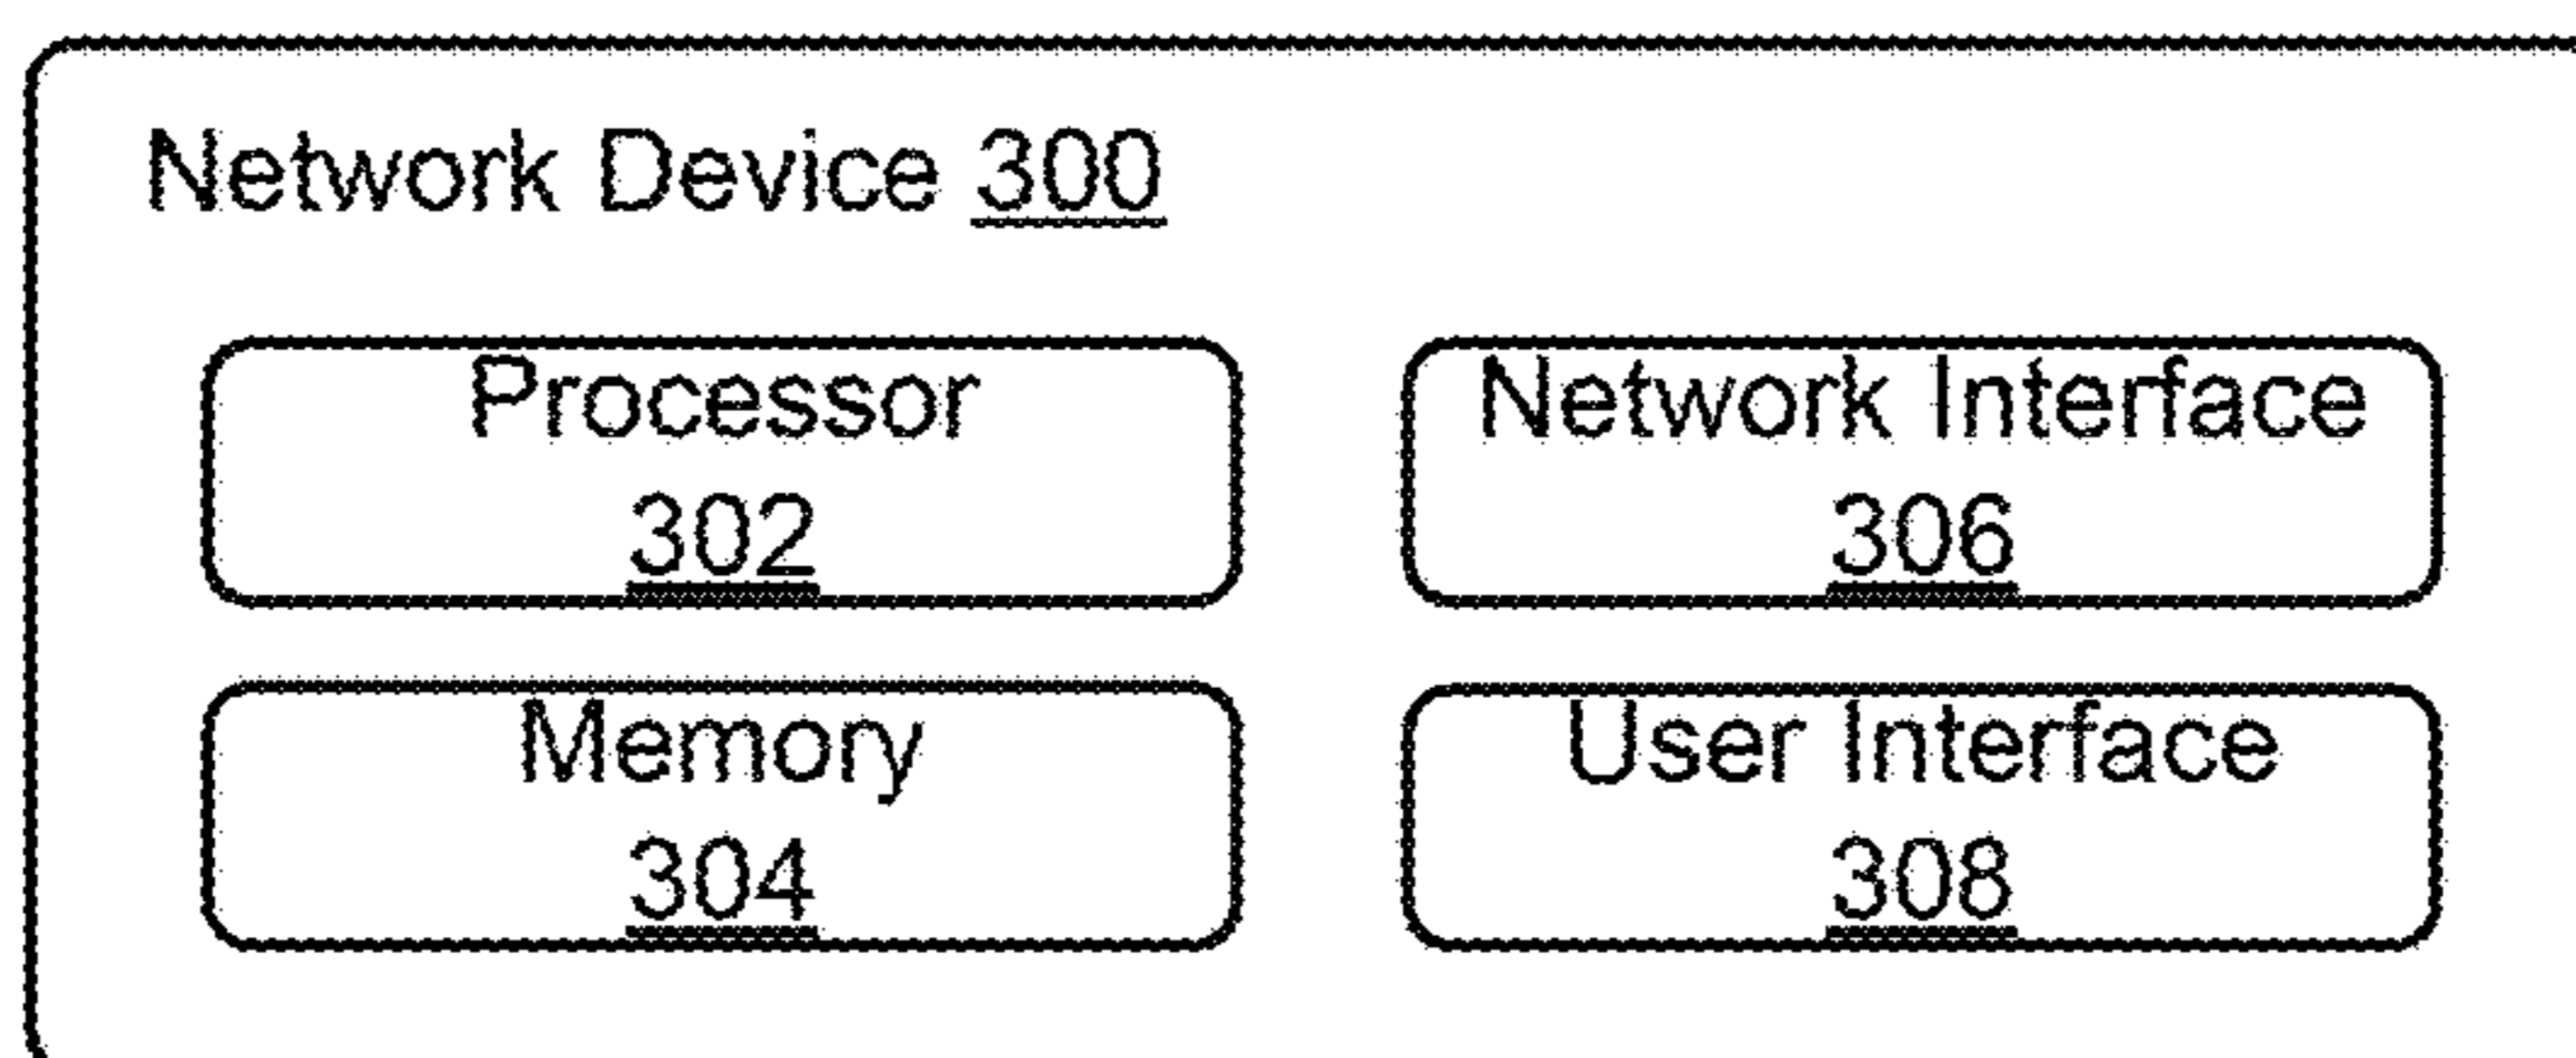 Network Device 300
Processor
302
Network Interface
306
Memory
304
User Interface
308